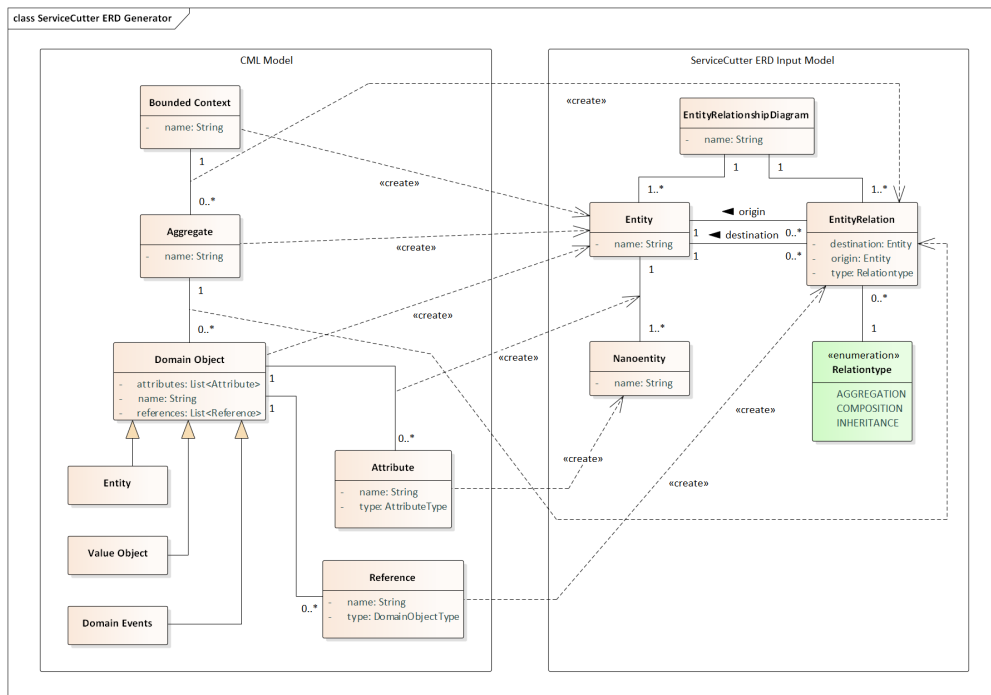 class ServiceCutter ERD Generator
CML Model
ServiceCutter ERD Input Model
Bounded Context
- name: String
«create»
EntityRelationshipDiagram
- name: String
1
1
1
«create»
0..*
1..*
1..*
Aggregate
- name: String
«create»
Entity
- name: String
origin
1
destination
0..*
1
0..*
EntityRelation
- destination: Entity
- origin: Entity
- type: Relationtype
1
0..*
«create»
1
1..*
0..*
1
Domain Object
- attributes: List<Attribute>
- name: String
- references: List<Reference>
1
1
«create»
Nanoentity
- name: String
«enumeration»
Relationtype
AGGREGATION
COMPOSITION
INHERITANCE
«create»
0..*
Attribute
- name: String
- type: AttributeType
«create»
«create»
Entity
Value Object
Domain Events
0..*
Reference
- name: String
- type: DomainObjectType